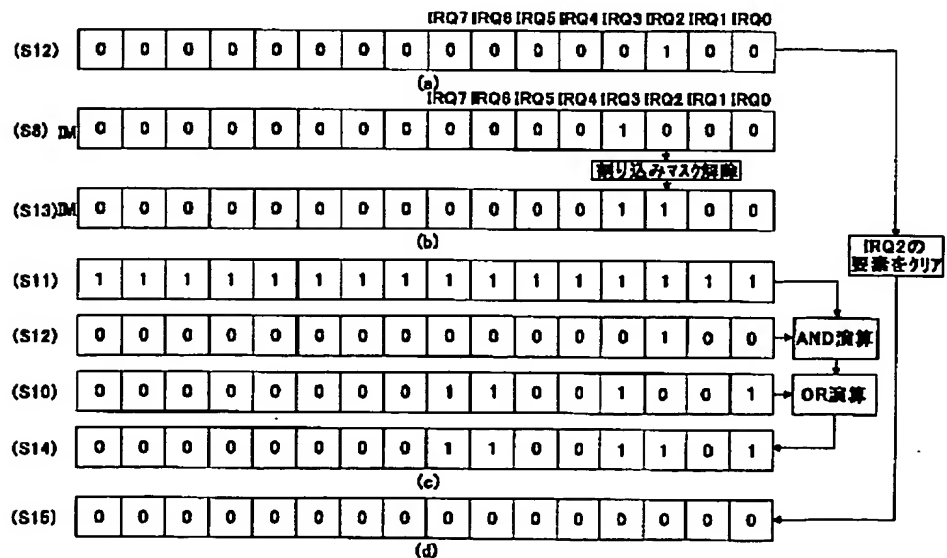 IRQ7 IRQ6 IRQ5 IRQ4 IRQ3 IRQ2 IRQ1 IRQ0
(S12) 0 0 0 0 0 0 0 0 0 0 0 0 0 1 0 0
(a)
IRQ7 IRQ6 IRQ5 IRQ4 IRQ3 IRQ2 IRQ1 IRQ0
(S8) IM 0 0 0 0 0 0 0 0 0 0 0 0 1 0 0 0
割り込みマスク解除
(S13) IM 0 0 0 0 0 0 0 0 0 0 0 0 1 1 0 0
(b)
IRQ2の
要素をクリア
(S11) 1 1 1 1 1 1 1 1 1 1 1 1 1 1 1 1
(S12) 0 0 0 0 0 0 0 0 0 0 0 0 0 1 0 0
AND演算
(S10) 0 0 0 0 0 0 0 0 1 1 0 0 1 0 0 1
OR演算
(S14) 0 0 0 0 0 0 0 0 1 1 0 0 1 1 0 1
(c)
(S15) 0 0 0 0 0 0 0 0 0 0 0 0 0 0 0 0
(d)